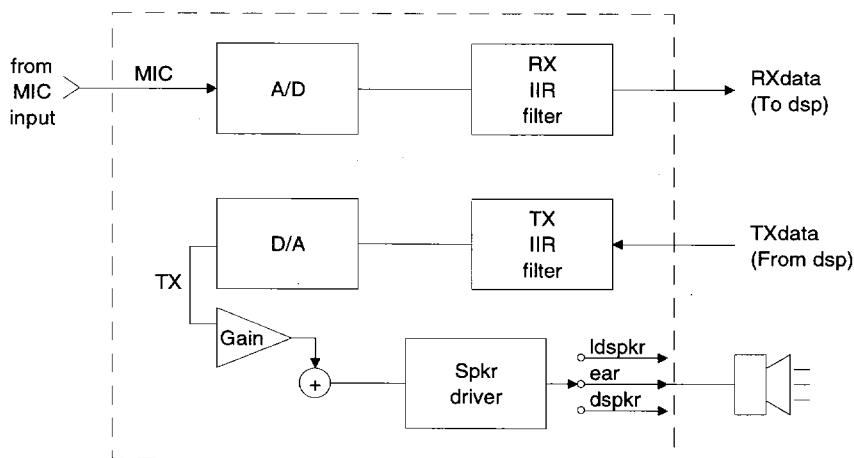 from
MIC
input
MIC
A/D
RX
IIR
filter
RXdata
(To dsp)
D/A
TX
IIR
filter
TXdata
(From dsp)
TX
Gain
+
Spkr
driver
ldspkr
ear
dspkr